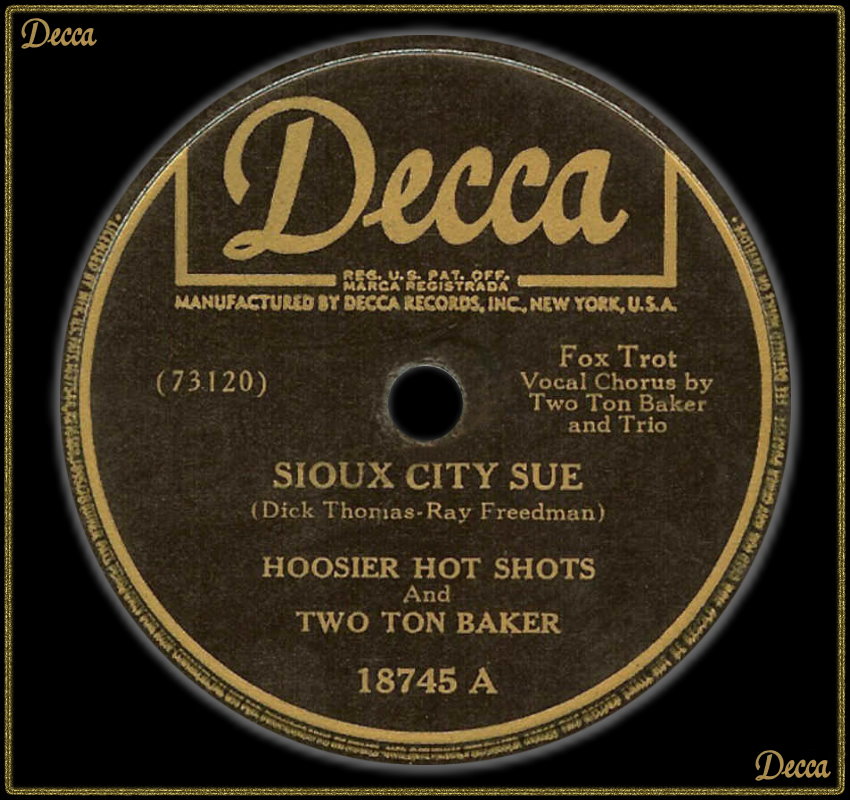 Decca
Decca
REG. U.S. PAT. OFF.
MARCA REGISTRADA
MANUFACTURED BY DECCA RECORDS, INC., NEW YORK, U.S.A.
(73120)
Fox Trot
Vocal Chorus by
Two Ton Baker
and Trio
SIOUX CITY SUE
(Dick Thomas-Ray Freedman)
HOOSIER HOT SHOTS
And
TWO TON BAKER
18745 A
Decca